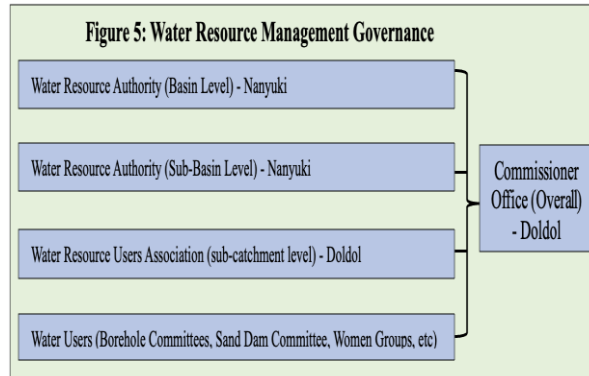 Figure 5: Water Resource Management Governance
Water Resource Authority (Basin Level) - Nanyuki
Water Resource Authority (Sub-Basin Level) - Nanyuki
Water Resource Users Association (sub-catchment level) - Doldol
Water Users (Borehole Committees, Sand Dam Committee, Women Groups, etc)
Commissioner
Office (Overall)
- Doldol